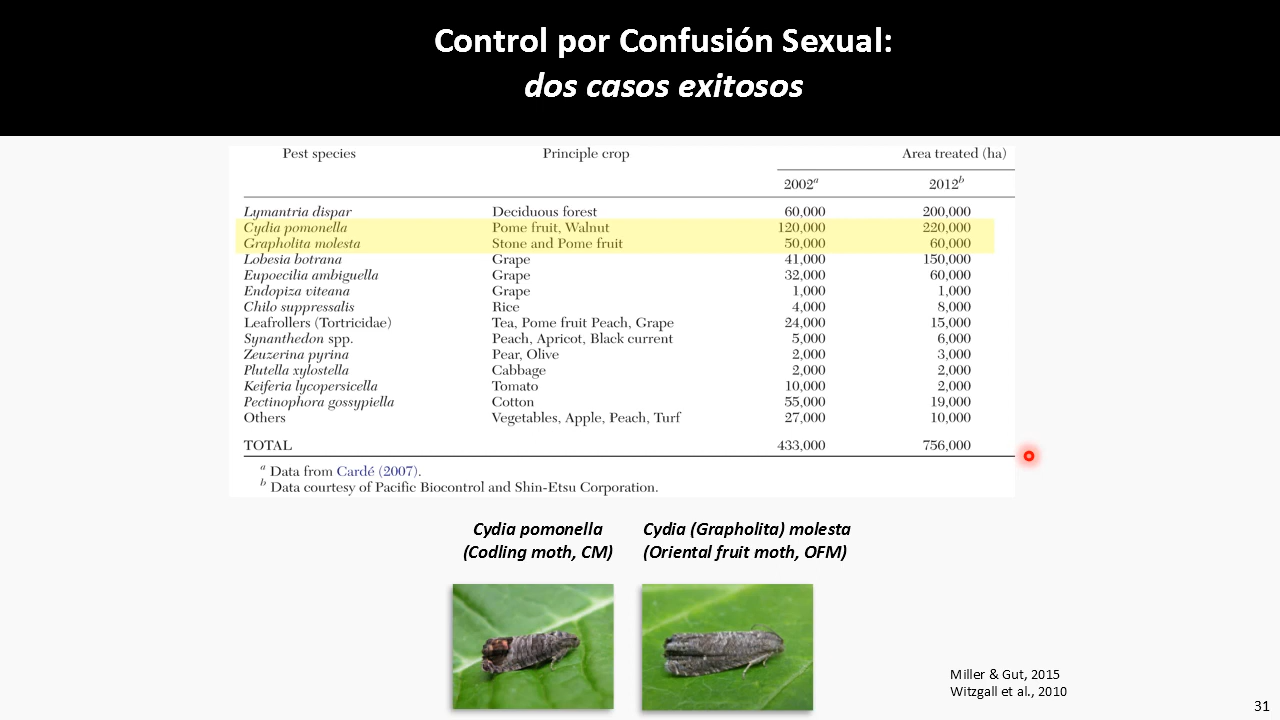 Control por Confusión Sexual:
dos casos exitosos
Pest species Principle crop Area treated (ha)
2002a 2012b
Lymantria dispar Deciduous forest 60,000 200,000
Cydia pomonella Pome fruit, Walnut 120,000 220,000
Grapholita molesta Stone and Pome fruit 50,000 60,000
Lobesia botrana Grape 41,000 150,000
Eupoecilia ambiguella Grape 32,000 60,000
Endopiza viteana Grape 1,000 1,000
Chilo suppressalis Rice 4,000 8,000
Leafrollers (Tortricidae) Tea, Pome fruit Peach, Grape 24,000 15,000
Synanthedon spp. Peach, Apricot, Black current 5,000 6,000
Zeuzerina pyrina Pear, Olive 2,000 3,000
Plutella xylostella Cabbage 2,000 2,000
Keiferia lycopersicella Tomato 10,000 2,000
Pectinophora gossypiella Cotton 55,000 19,000
Others Vegetables, Apple, Peach, Turf 27,000 10,000
TOTAL 433,000 756,000
a Data from Cardé (2007).
b Data courtesy of Pacific Biocontrol and Shin-Etsu Corporation.
Cydia pomonella Cydia (Grapholita) molesta
(Codling moth, CM) (Oriental fruit moth, OFM)
Miller & Gut, 2015
Witzgall et al., 2010
31